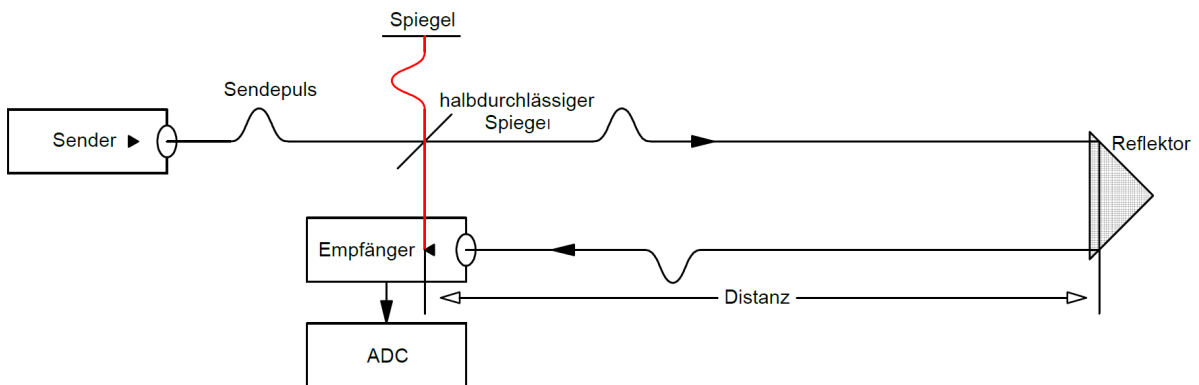 Spiegel
Sendepuls
halbdurchlässiger
Spiegel
Sender
Reflektor
Empfänger
Distanz
ADC